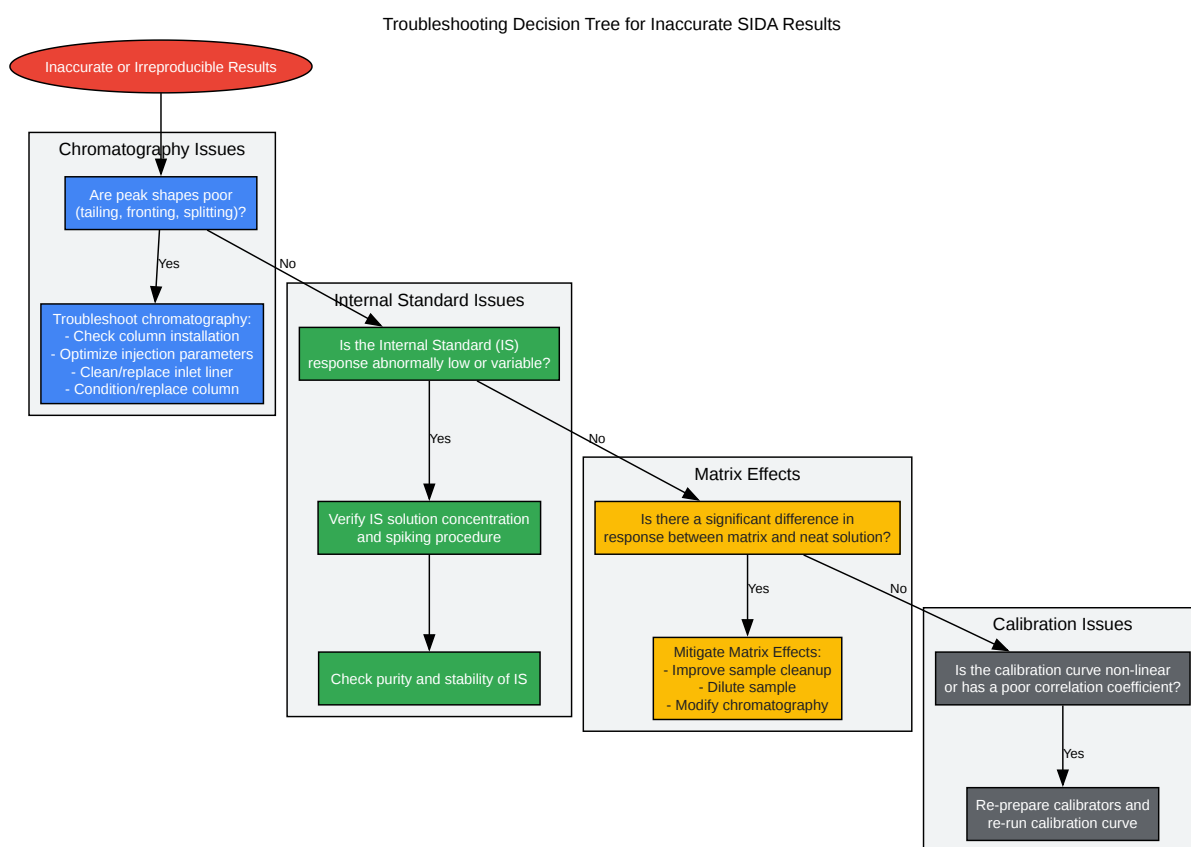 Troubleshooting Decision Tree for Inaccurate SIDA Results
Inaccurate or Irreproducible Results
Chromatography Issues
Are peak shapes poor
(tailing, fronting, splitting)?
Yes
No
Troubleshoot chromatography:
- Check column installation
- Optimize injection parameters
- Clean/replace inlet liner
- Condition/replace column
Internal Standard Issues
Is the Internal Standard (IS)
response abnormally low or variable?
Yes
No
Verify IS solution concentration
and spiking procedure
Check purity and stability of IS
Matrix Effects
Is there a significant difference in
response between matrix and neat solution?
Yes
No
Mitigate Matrix Effects:
- Improve sample cleanup
- Dilute sample
- Modify chromatography
Calibration Issues
Is the calibration curve non-linear
or has a poor correlation coefficient?
Yes
Re-prepare calibrators and
re-run calibration curve